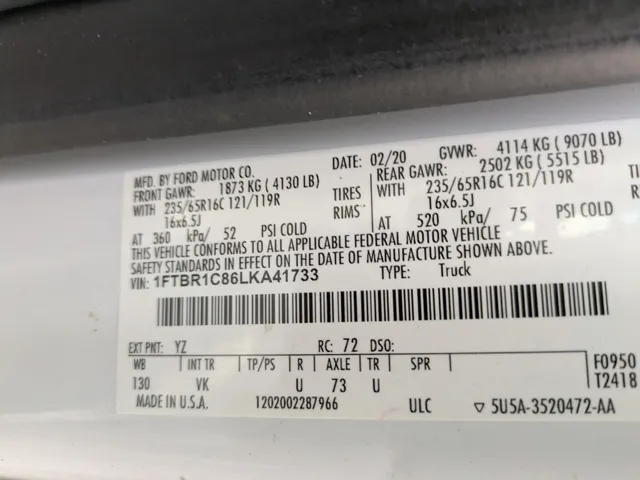 MFD. BY FORD MOTOR CO. DATE: 02/20 GVWR: 4114 KG ( 9070 LB)
FRONT GAWR: 1873 KG ( 4130 LB) REAR GAWR: 2502 KG ( 5515 LB)
WITH 235/65R16C 121/119R TIRES WITH 235/65R16C 121/119R TIRES
16x6.5J RIMS 16x6.5J RIM
AT 360 kPa/ 52 PSI COLD AT 520 kPa/ 75 PSI COLD
THIS VEHICLE CONFORMS TO ALL APPLICABLE FEDERAL MOTOR VEHICLE
SAFETY STANDARDS IN EFFECT ON THE DATE OF MANUFACTURE SHOWN ABOVE.
VIN: 1FTBR1C86LKA41733 TYPE: Truck
EXT PNT: YZ RC: 72 DSO:
WB INT TR TP/PS R AXLE TR SPR F0950
130 VK U 73 U T2418
MADE IN U.S.A. 1202002287966 ULC ▽ 5U5A-3520472-AA